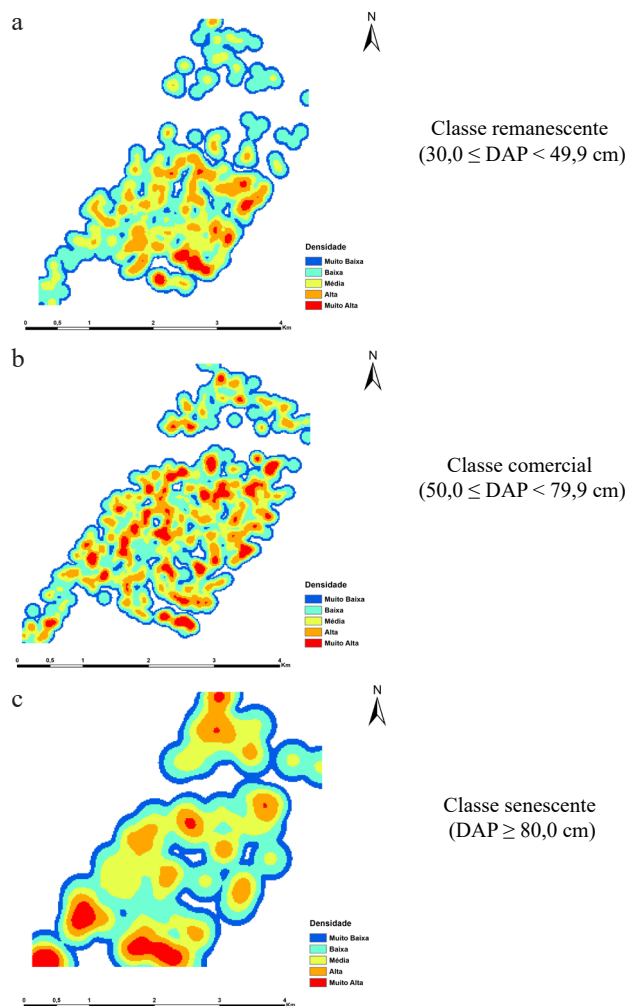 a
N
Classe remanescente
(30,0 ≤ DAP < 49,9 cm)
Densidade
Muito Baixa
Baixa
Média
Alta
Muito Alta
0 0,5 1 2 3 4
Km
b
N
Classe comercial
(50,0 ≤ DAP < 79,9 cm)
Densidade
Muito Baixa
Baixa
Média
Alta
Muito Alta
0 0,5 1 2 3 4
Km
c
N
Classe senescente
(DAP ≥ 80,0 cm)
Densidade
Muito Baixa
Baixa
Média
Alta
Muito Alta
0 0,5 1 2 3 4
Km